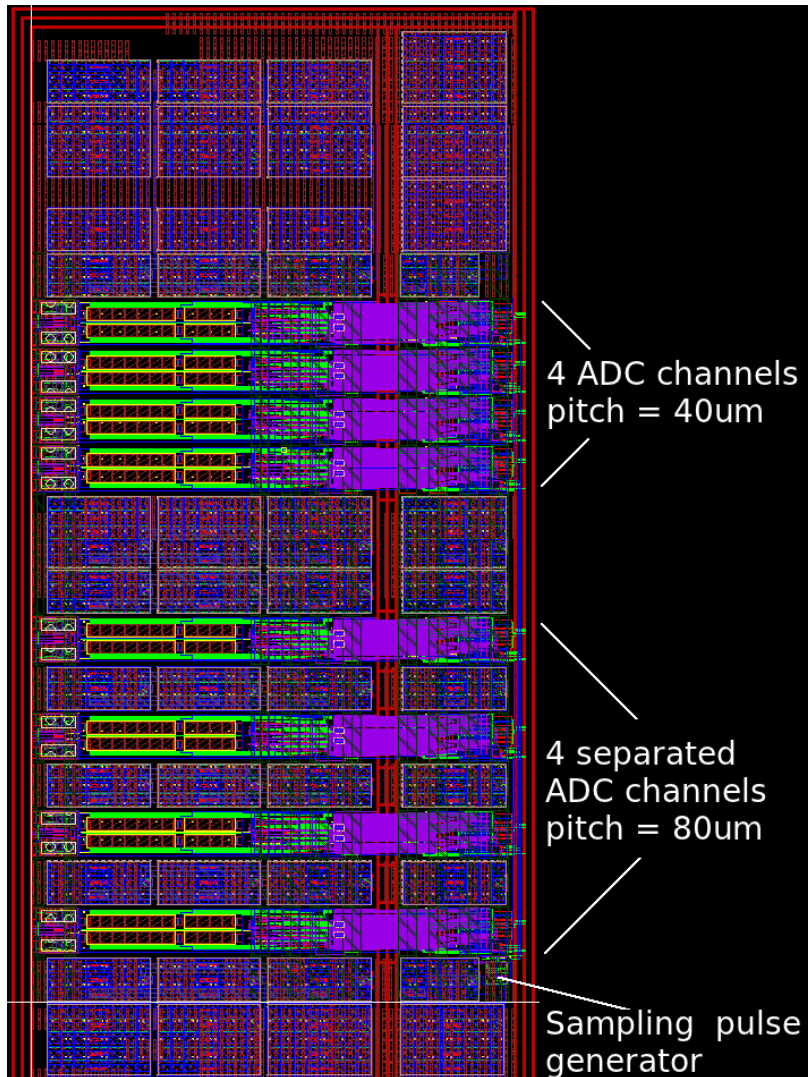 4 ADC channels
pitch = 40um
4 separated
ADC channels
pitch = 80um
Sampling pulse
generator